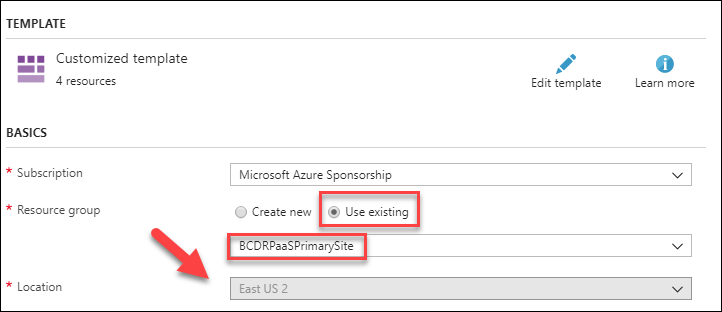 TEMPLATE
Customized template
4 resources
Edit template
Learn more
BASICS
* Subscription
Microsoft Azure Sponsorship
* Resource group
Create new
Use existing
BCDRPaaSPrimarySite
* Location
East US 2